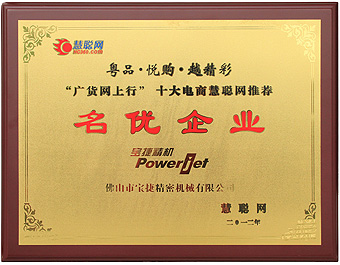 慧聪网
HC360.COM
粤品·悦购·越精彩
“广货网上行” 十大电商慧聪网推荐
名优企业
宝捷精机
PowerJet
佛山市宝捷精密机械有限公司
慧聪网
二〇一二年